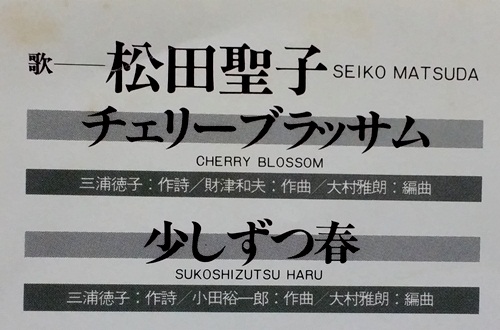 歌──松田聖子 SEIKO MATSUDA
チェリーブラッサム
CHERRY BLOSSOM
三浦徳子：作詩／財津和夫：作曲／大村雅朗：編曲
少しずつ春
SUKOSHIZUTSU HARU
三浦徳子：作詩／小田裕一郎：作曲／大村雅朗：編曲